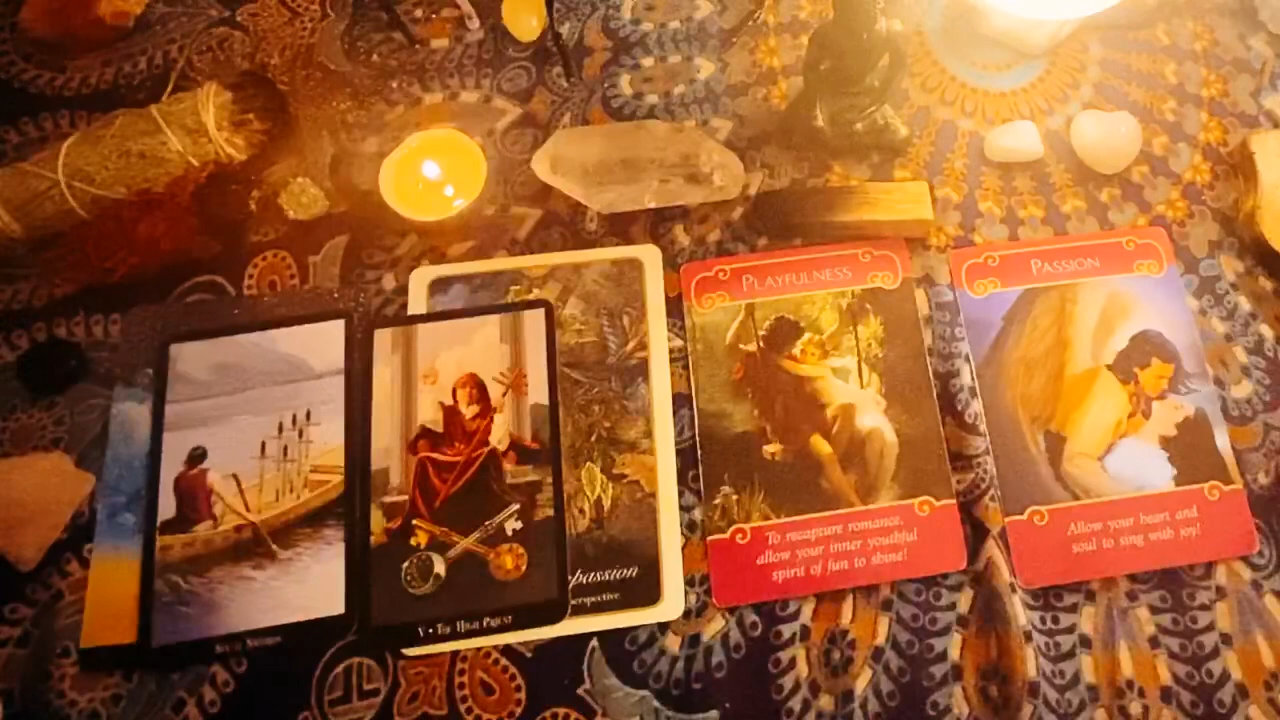 V • The High Priest
passion
perspective.
PLAYFULNESS
To recapture romance,
allow your inner youthful
spirit of fun to shine!
PASSION
Allow your heart and
soul to sing with joy!